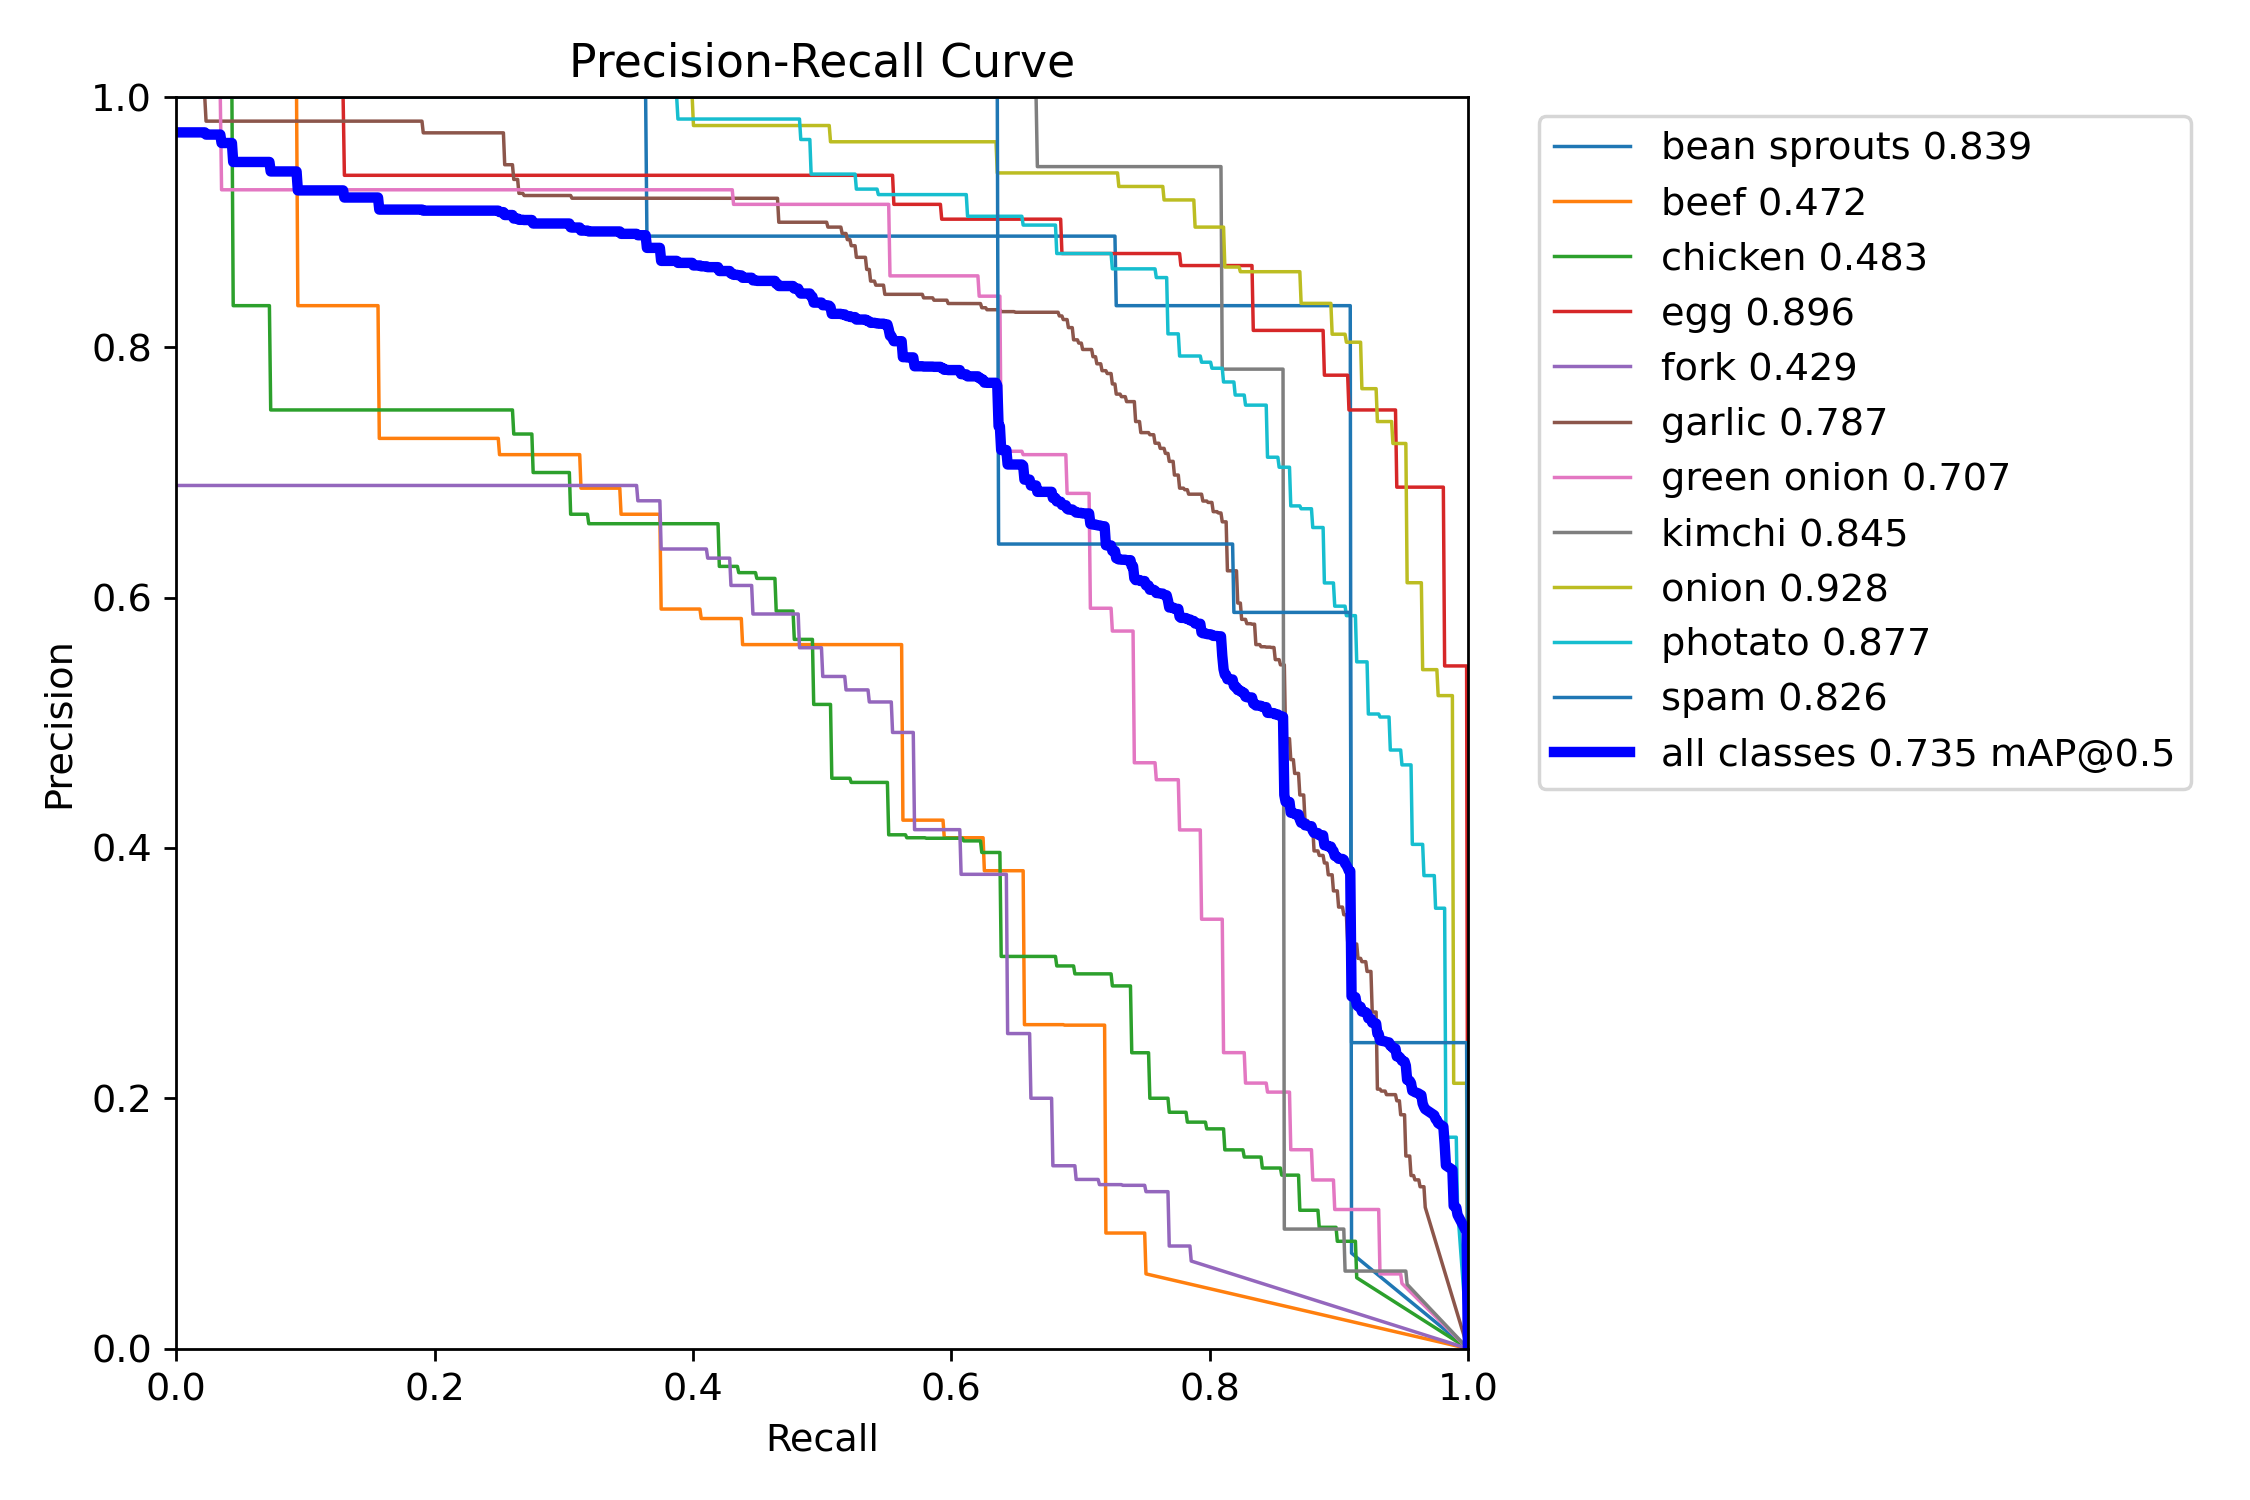 Precision-Recall Curve
1.0
0.8
0.6
0.4
0.2
0.0
Precision
0.0 0.2 0.4 0.6 0.8 1.0
Recall
bean sprouts 0.839
beef 0.472
chicken 0.483
egg 0.896
fork 0.429
garlic 0.787
green onion 0.707
kimchi 0.845
onion 0.928
photato 0.877
spam 0.826
all classes 0.735 mAP@0.5